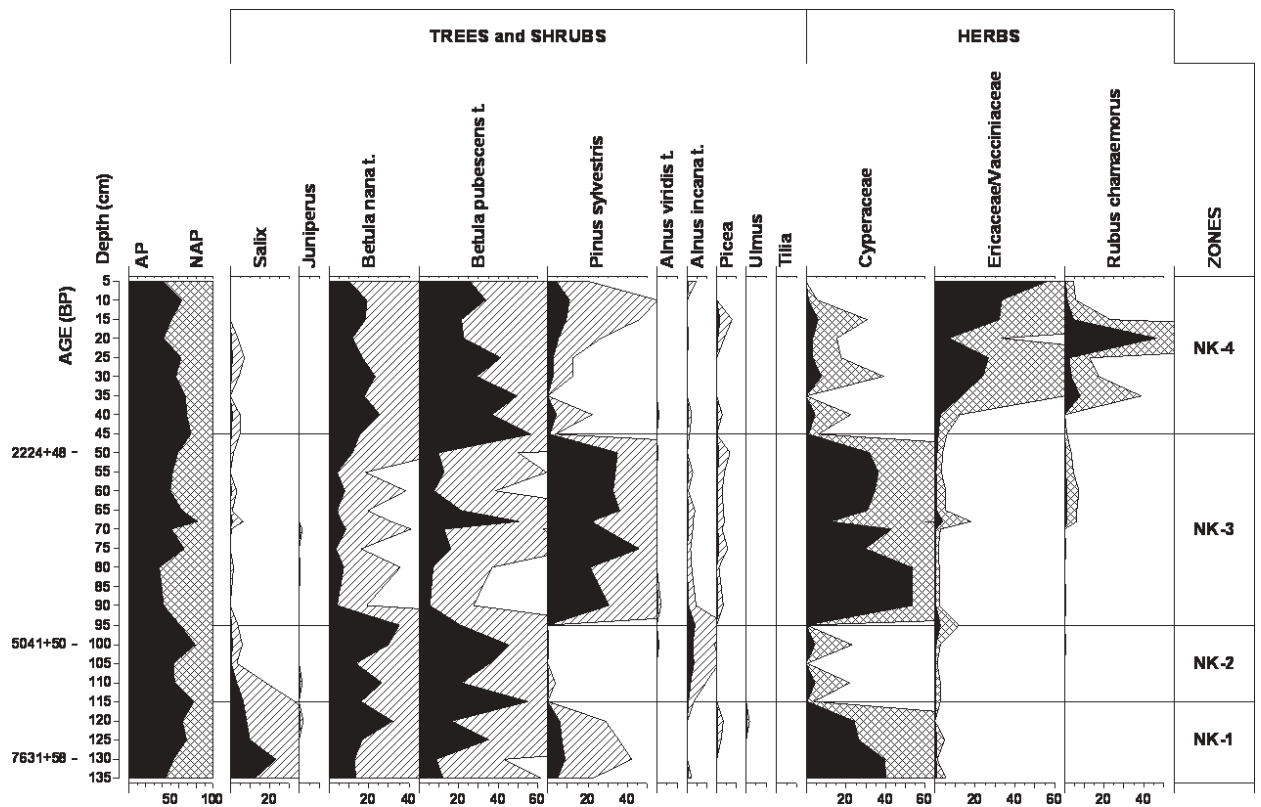 TREES and SHRUBS HERBS
AGE (BP)
Depth (cm)
AP
NAP
Salix
Juniperus
Betula nana t.
Betula pubescens t.
Pinus sylvestris
Alnus viridis t.
Alnus incana t.
Picea
Ulmus
Tilia
Cyperaceae
Ericaceae/Vacciniaceae
Rubus chamaemorus
ZONES
5
10
15
20
25
30
35
40
45
2224+48 - 50
55
60
65
70
75
80
85
90
95
5041+50 - 100
105
110
115
120
125
7631+58 - 130
135
NK-4
NK-3
NK-2
NK-1
50 100 20 20 40 20 40 60 20 40 20 40 60 20 40 60 20 40